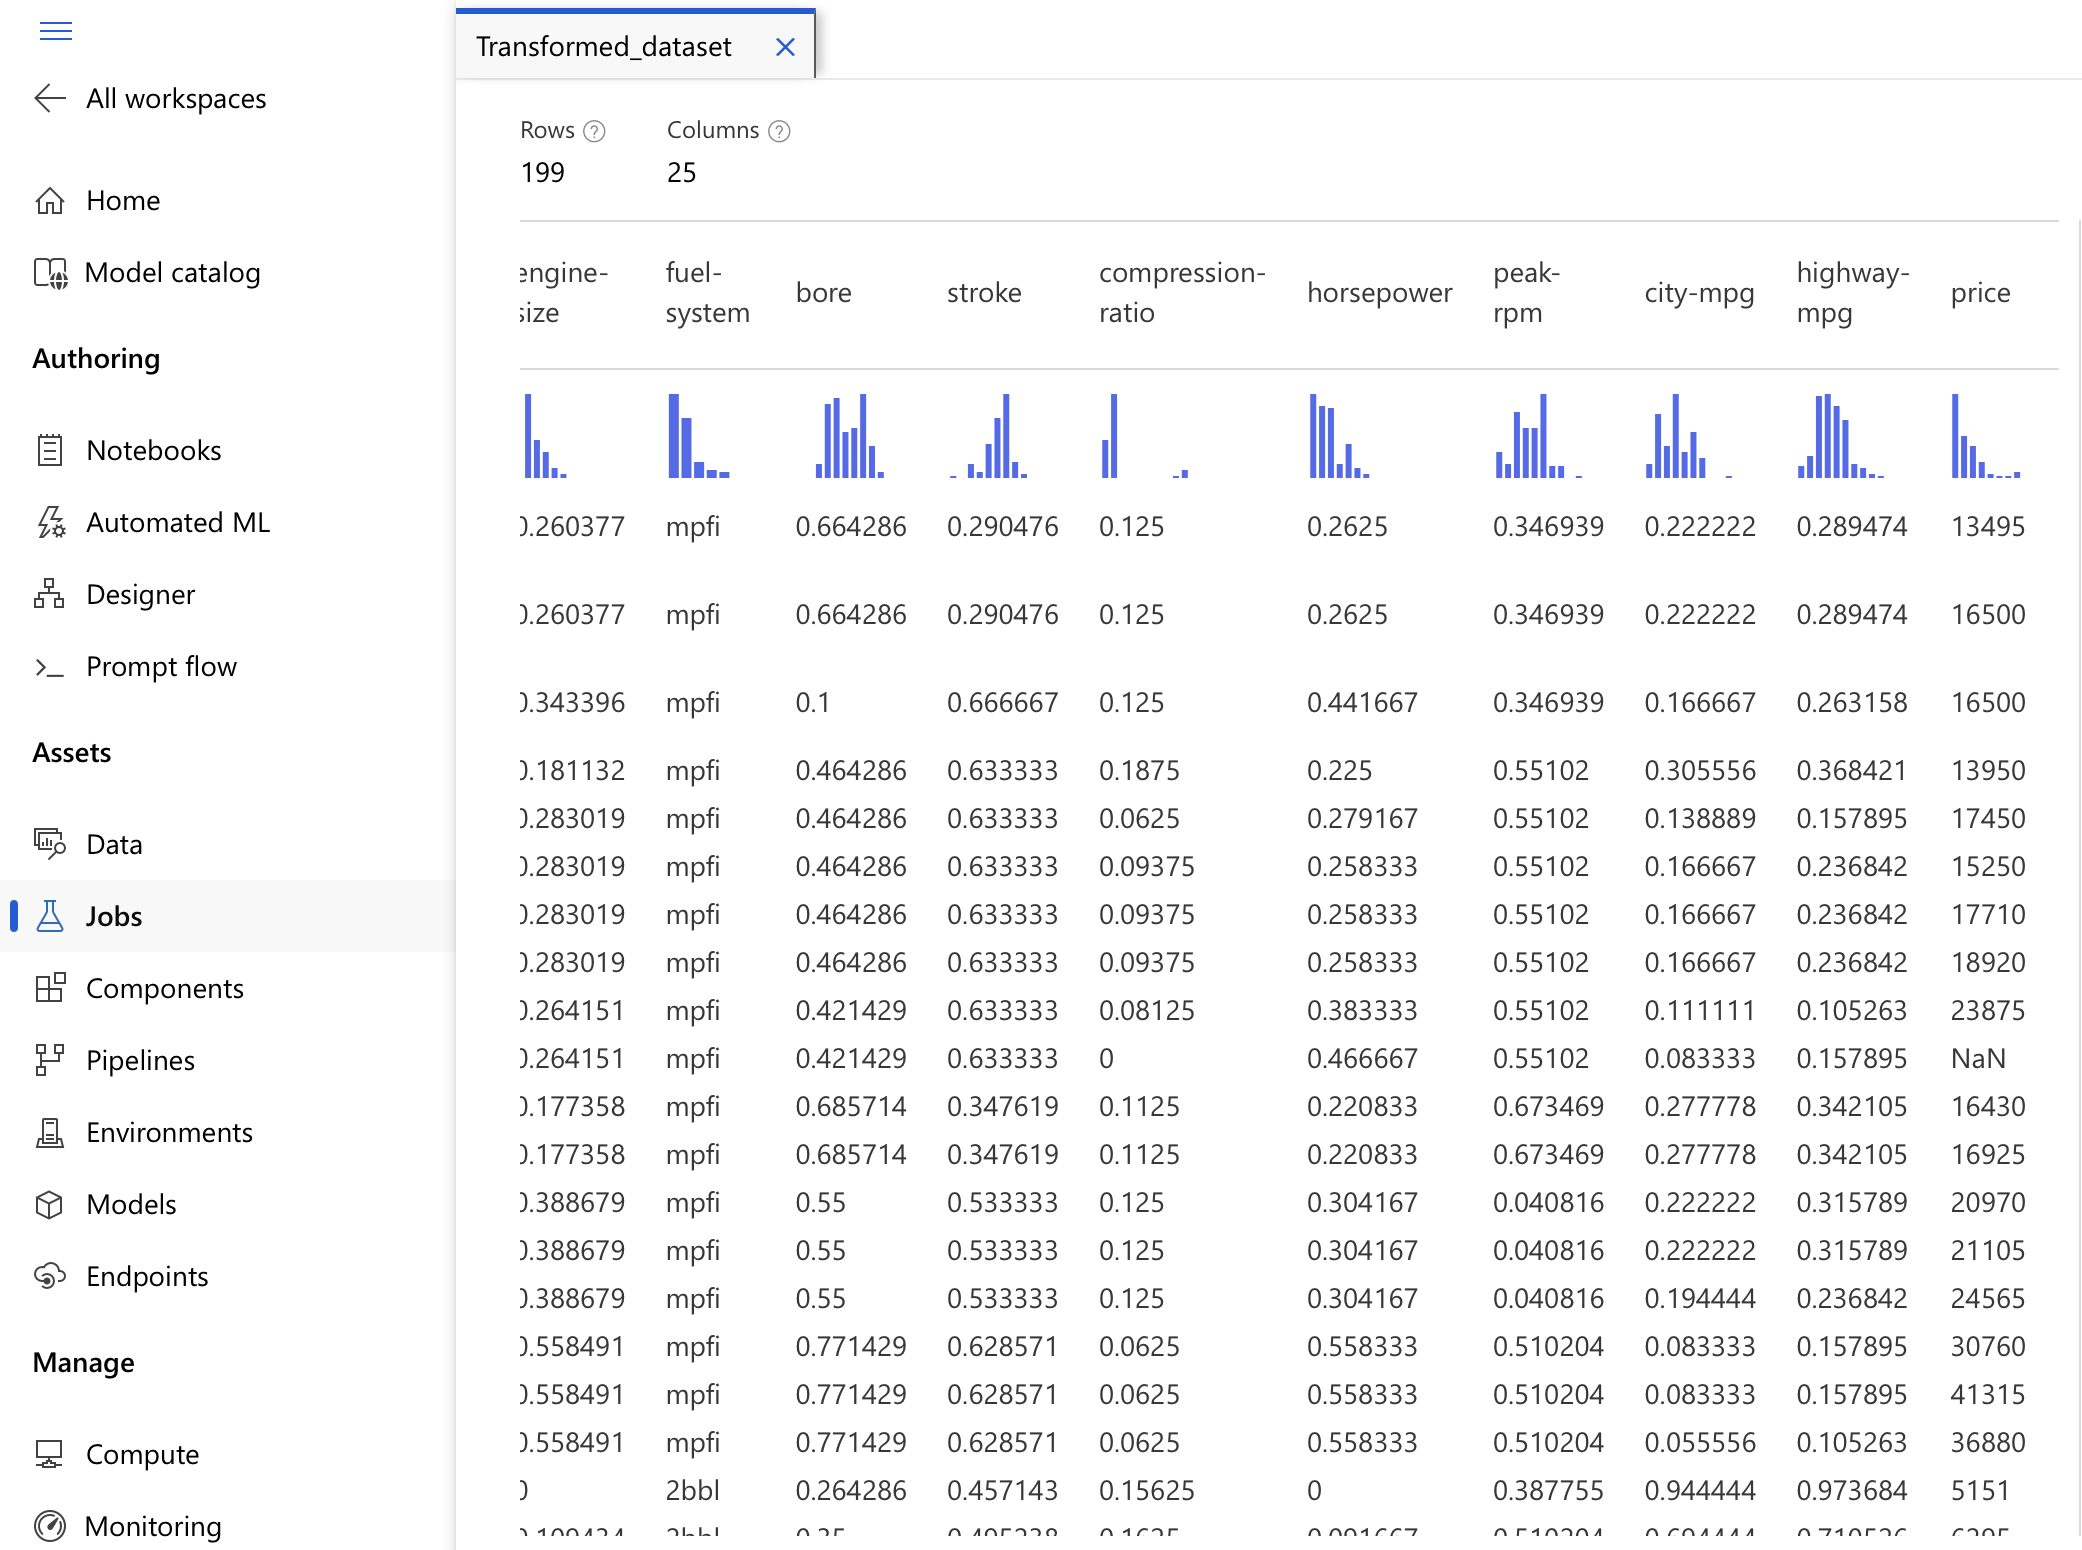 All workspaces
Home
Model catalog
Authoring
Notebooks
Automated ML
Designer
Prompt flow
Assets
Data
Jobs
Components
Pipelines
Environments
Models
Endpoints
Manage
Compute
Monitoring
Transformed_dataset
Rows ? Columns ?
199 25
engine-size fuel-system bore stroke compression-ratio horsepower peak-rpm city-mpg highway-mpg price
0.260377 mpfi 0.664286 0.290476 0.125 0.2625 0.346939 0.222222 0.289474 13495
0.260377 mpfi 0.664286 0.290476 0.125 0.2625 0.346939 0.222222 0.289474 16500
0.343396 mpfi 0.1 0.666667 0.125 0.441667 0.346939 0.166667 0.263158 16500
0.181132 mpfi 0.464286 0.633333 0.1875 0.225 0.55102 0.305556 0.368421 13950
0.283019 mpfi 0.464286 0.633333 0.0625 0.279167 0.55102 0.138889 0.157895 17450
0.283019 mpfi 0.464286 0.633333 0.09375 0.258333 0.55102 0.166667 0.236842 15250
0.283019 mpfi 0.464286 0.633333 0.09375 0.258333 0.55102 0.166667 0.236842 17710
0.283019 mpfi 0.464286 0.633333 0.09375 0.258333 0.55102 0.166667 0.236842 18920
0.264151 mpfi 0.421429 0.633333 0.08125 0.383333 0.55102 0.111111 0.105263 23875
0.264151 mpfi 0.421429 0.633333 0 0.466667 0.55102 0.083333 0.157895 NaN
0.177358 mpfi 0.685714 0.347619 0.1125 0.220833 0.673469 0.277778 0.342105 16430
0.177358 mpfi 0.685714 0.347619 0.1125 0.220833 0.673469 0.277778 0.342105 16925
0.388679 mpfi 0.55 0.533333 0.125 0.304167 0.040816 0.222222 0.315789 20970
0.388679 mpfi 0.55 0.533333 0.125 0.304167 0.040816 0.222222 0.315789 21105
0.388679 mpfi 0.55 0.533333 0.125 0.304167 0.040816 0.194444 0.236842 24565
0.558491 mpfi 0.771429 0.628571 0.0625 0.558333 0.510204 0.083333 0.157895 30760
0.558491 mpfi 0.771429 0.628571 0.0625 0.558333 0.510204 0.083333 0.157895 41315
0.558491 mpfi 0.771429 0.628571 0.0625 0.558333 0.510204 0.055556 0.105263 36880
0 2bbl 0.264286 0.457143 0.15625 0 0.387755 0.944444 0.973684 5151